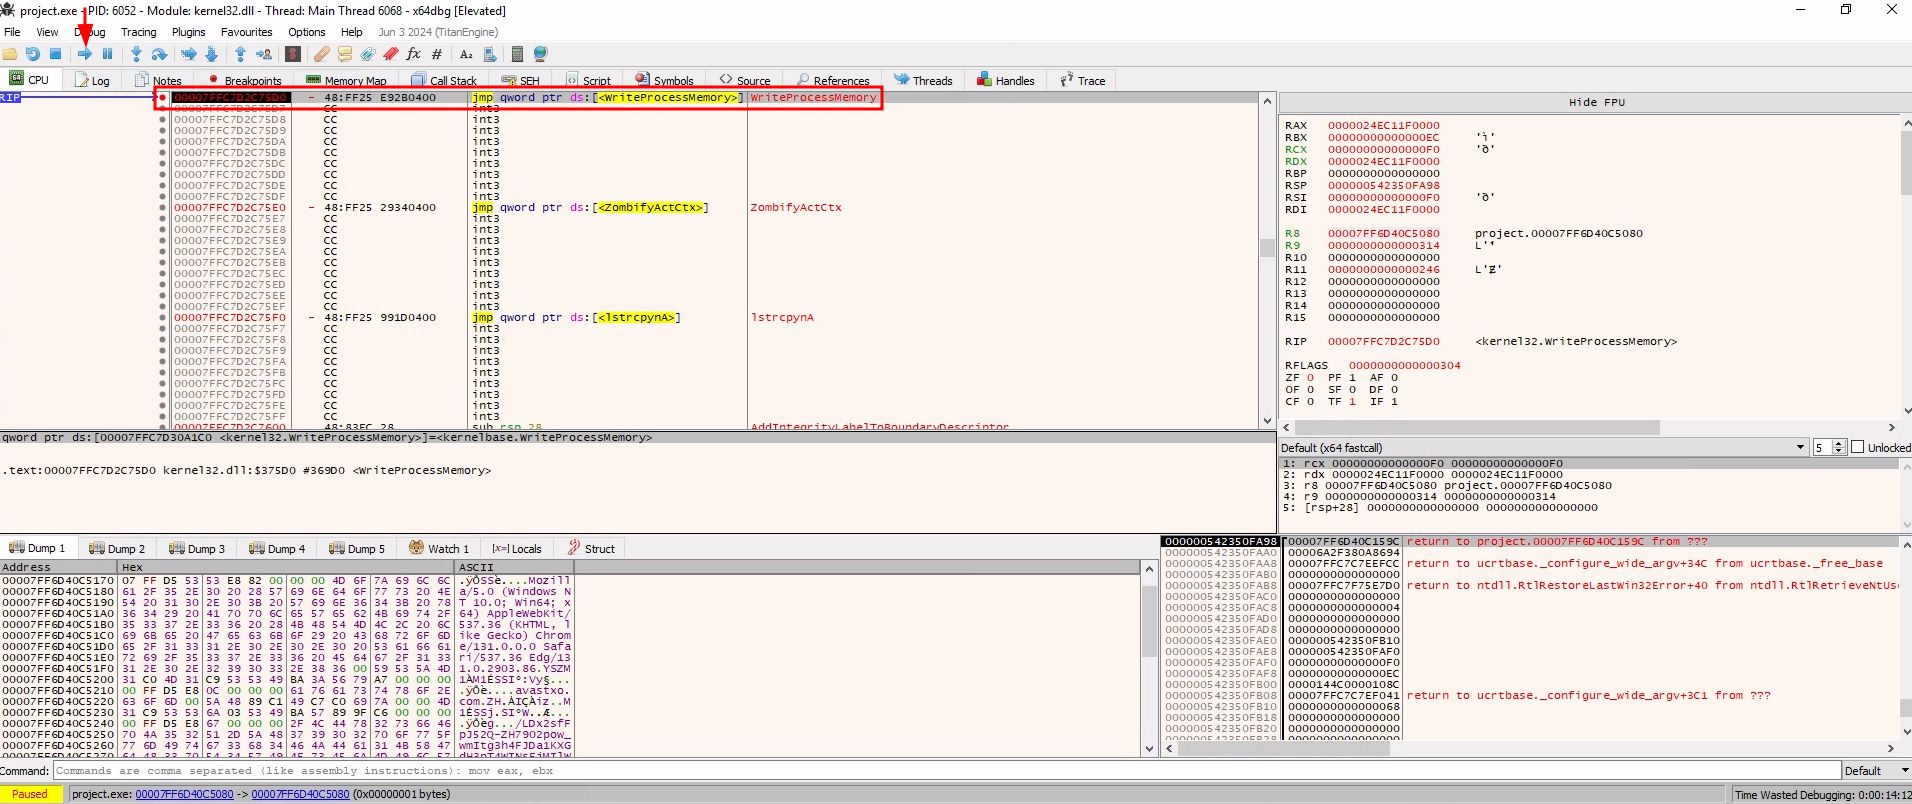 project.exe - PID: 6052 - Module: kernel32.dll - Thread: Main Thread 6068 - x64dbg [Elevated]
File View Debug Tracing Plugins Favourites Options Help Jun 3 2024 (TitanEngine)
CPU Log Notes Breakpoints Memory Map Call Stack SEH Script Symbols Source References Threads Handles Trace
RIP
00007FFC7D2C75D0 48:FF25 E92B0400 jmp qword ptr ds:[<WriteProcessMemory>] WriteProcessMemory
CC int3
00007FFC7D2C75D8 CC int3
00007FFC7D2C75D9 CC int3
00007FFC7D2C75DA CC int3
00007FFC7D2C75DB CC int3
00007FFC7D2C75DC CC int3
00007FFC7D2C75DD CC int3
00007FFC7D2C75DE CC int3
00007FFC7D2C75DF CC int3
00007FFC7D2C75E0 48:FF25 29340400 jmp qword ptr ds:[<ZombifyActCtx>] ZombifyActCtx
00007FFC7D2C75E7 CC int3
00007FFC7D2C75E8 CC int3
00007FFC7D2C75E9 CC int3
00007FFC7D2C75EA CC int3
00007FFC7D2C75EB CC int3
00007FFC7D2C75EC CC int3
00007FFC7D2C75ED CC int3
00007FFC7D2C75EE CC int3
00007FFC7D2C75EF CC int3
00007FFC7D2C75F0 48:FF25 991D0400 jmp qword ptr ds:[<lstrcpynA>] lstrcpynA
00007FFC7D2C75F7 CC int3
00007FFC7D2C75F8 CC int3
00007FFC7D2C75F9 CC int3
00007FFC7D2C75FA CC int3
00007FFC7D2C75FB CC int3
00007FFC7D2C75FC CC int3
00007FFC7D2C75FD CC int3
00007FFC7D2C75FE CC int3
00007FFC7D2C75FF CC int3
00007FFC7D2C7600 48:83EC 28 sub rsp,28 AddIntegrityLabelToBoundaryDescriptor
qword ptr ds:[00007FFC7D30A1C0 <kernel32.WriteProcessMemory>]=<kernelbase.WriteProcessMemory>
.text:00007FFC7D2C75D0 kernel32.dll:$375D0 #369D0 <WriteProcessMemory>
Hide FPU
RAX 0000024EC11F0000
RBX 00000000000000EC 'ì'
RCX 00000000000000F0 'ð'
RDX 0000024EC11F0000
RBP 0000000000000000
RSP 000000542350FA98
RSI 00000000000000F0 'ð'
RDI 0000024EC11F0000
R8 00007FF6D40C5080 project.00007FF6D40C5080
R9 0000000000000314
R10 0000000000000000
R11 0000000000000246 L'Ɇ'
R12 0000000000000000
R13 0000000000000000
R14 0000000000000000
R15 0000000000000000
RIP 00007FFC7D2C75D0 <kernel32.WriteProcessMemory>
RFLAGS 0000000000000304
ZF 0 PF 1 AF 0
OF 0 SF 0 DF 0
CF 0 TF 1 IF 1
Default (x64 fastcall) 5 Unlocked
1: rcx 00000000000000F0 00000000000000F0
2: rdx 0000024EC11F0000 0000024EC11F0000
3: r8 00007FF6D40C5080 project.00007FF6D40C5080
4: r9 0000000000000314 0000000000000314
5: [rsp+28] 0000000000000000 0000000000000000
Dump 1 Dump 2 Dump 3 Dump 4 Dump 5 Watch 1 [x=] Locals Struct
Address Hex ASCII
00007FF6D40C5170 07 FF D5 53 53 E8 82 00 00 00 4D 6F 7A 69 6C 6C .ÿÕSSè....Mozill
00007FF6D40C5180 61 2F 35 2E 30 20 28 57 69 6E 64 6F 77 73 20 4E a/5.0 (Windows N
00007FF6D40C5190 54 20 31 30 2E 30 3B 20 57 69 6E 36 34 3B 20 78 T 10.0; Win64; x
00007FF6D40C51A0 36 34 29 20 41 70 70 6C 65 57 65 62 4B 69 74 2F 64) AppleWebKit/
00007FF6D40C51B0 35 33 37 2E 33 36 20 28 4B 48 54 4D 4C 2C 20 6C 537.36 (KHTML, l
00007FF6D40C51C0 69 6B 65 20 47 65 63 6B 6F 29 20 43 68 72 6F 6D ike Gecko) Chrom
00007FF6D40C51D0 65 2F 31 33 31 2E 30 2E 30 2E 30 20 53 61 66 61 e/131.0.0.0 Safa
00007FF6D40C51E0 72 69 2F 35 33 37 2E 33 36 20 45 64 67 2F 31 33 ri/537.36 Edg/13
00007FF6D40C51F0 31 2E 30 2E 32 39 30 33 2E 38 36 00 59 53 5A 4D 1.0.2903.86.YSZM
00007FF6D40C5200 31 C0 4D 31 C9 53 53 49 BA 3A 56 79 A7 00 00 00 1ÀM1ÉSSIº:Vy§...
00007FF6D40C5210 00 FF D5 E8 0C 00 00 00 61 76 61 73 74 78 6F 2E .ÿÕè....avastxo.
00007FF6D40C5220 63 6F 6D 00 5A 48 89 C1 49 C7 C0 69 7A 00 00 4D com.ZH.ÁIÇÀiz..M
00007FF6D40C5230 31 C9 53 53 6A 03 53 49 BA 57 89 9F C6 00 00 00 1ÉSSj.SIºW..Æ...
00007FF6D40C5240 00 FF D5 E8 67 00 00 00 2F 4C 44 78 32 73 66 46 .ÿÕèg.../LDx2sfF
00007FF6D40C5250 70 4A 35 32 51 2D 5A 48 37 39 30 32 70 6F 77 5F pJ52Q-ZH7902pow_
00007FF6D40C5260 77 6D 49 74 67 33 68 34 46 4A 44 61 31 4B 58 47 wmItg3h4FJDa1KXG
000000542350FA98 00007FF6D40C159C return to project.00007FF6D40C159C from ???
000000542350FAA0 00006A2F380A8694
000000542350FAA8 00007FFC7C7EEFCC return to ucrtbase._configure_wide_argv+34C from ucrtbase._free_base
000000542350FAB0 0000000000000000
000000542350FAB8 00007FFC7F75E7D0 return to ntdll.RtlRestoreLastWin32Error+40 from ntdll.RtlRetrieveNtUs
000000542350FAC0 0000000000000000
000000542350FAC8 0000000000000004
000000542350FAD0 0000000000000000
000000542350FAD8 0000000000000000
000000542350FAE0 000000542350FB10
000000542350FAE8 000000542350FAF0
000000542350FAF0 00000000000000F0
000000542350FAF8 00000000000000EC
000000542350FB00 0000144C0000108C
000000542350FB08 00007FFC7C7EF041 return to ucrtbase._configure_wide_argv+3C1 from ???
000000542350FB10 0000000000000068
000000542350FB18 0000000000000000
000000542350FB20 0000000000000000
Command: Commands are comma separated (like assembly instructions): mov eax, ebx Default
Paused project.exe: 00007FF6D40C5080 -> 00007FF6D40C5080 (0x00000001 bytes) Time Wasted Debugging: 0:00:14:12